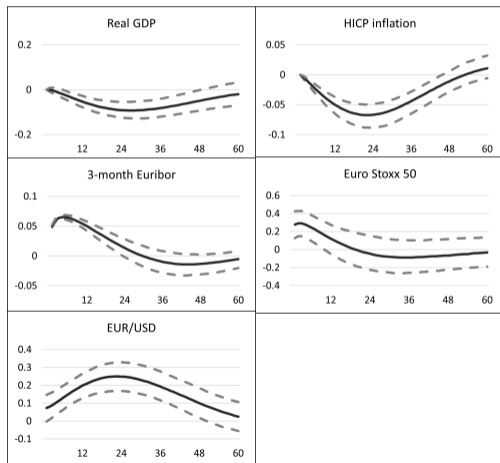 Real GDP
0.2
0
-0.2
12 24 36 48 60
HICP inflation
0.05
0
-0.05
-0.1
12 24 36 48 60
3-month Euribor
0.1
0.05
0
-0.05
12 24 36 48 60
Euro Stoxx 50
0.6
0.4
0.2
0
-0.2
-0.4
12 24 36 48 60
EUR/USD
0.4
0.3
0.2
0.1
0
-0.1
12 24 36 48 60